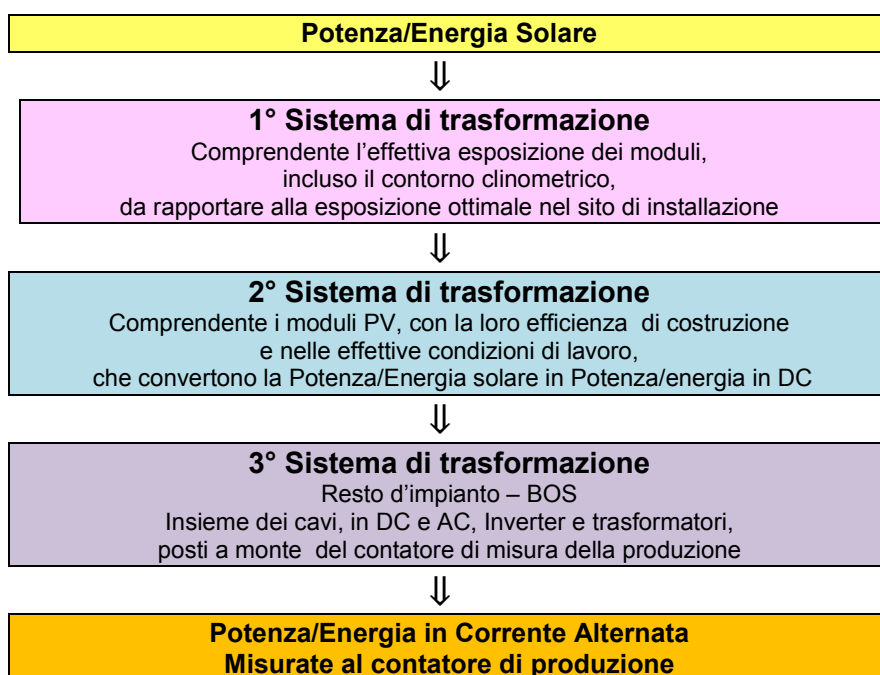 Potenza/Energia Solare
⇓
1° Sistema di trasformazione
Comprendente l'effettiva esposizione dei moduli,
incluso il contorno clinometrico,
da rapportare alla esposizione ottimale nel sito di installazione
⇓
2° Sistema di trasformazione
Comprendente i moduli PV, con la loro efficienza di costruzione
e nelle effettive condizioni di lavoro,
che convertono la Potenza/Energia solare in Potenza/energia in DC
⇓
3° Sistema di trasformazione
Resto d'impianto – BOS
Insieme dei cavi, in DC e AC, Inverter e trasformatori,
posti a monte del contatore di misura della produzione
⇓
Potenza/Energia in Corrente Alternata
Misurate al contatore di produzione